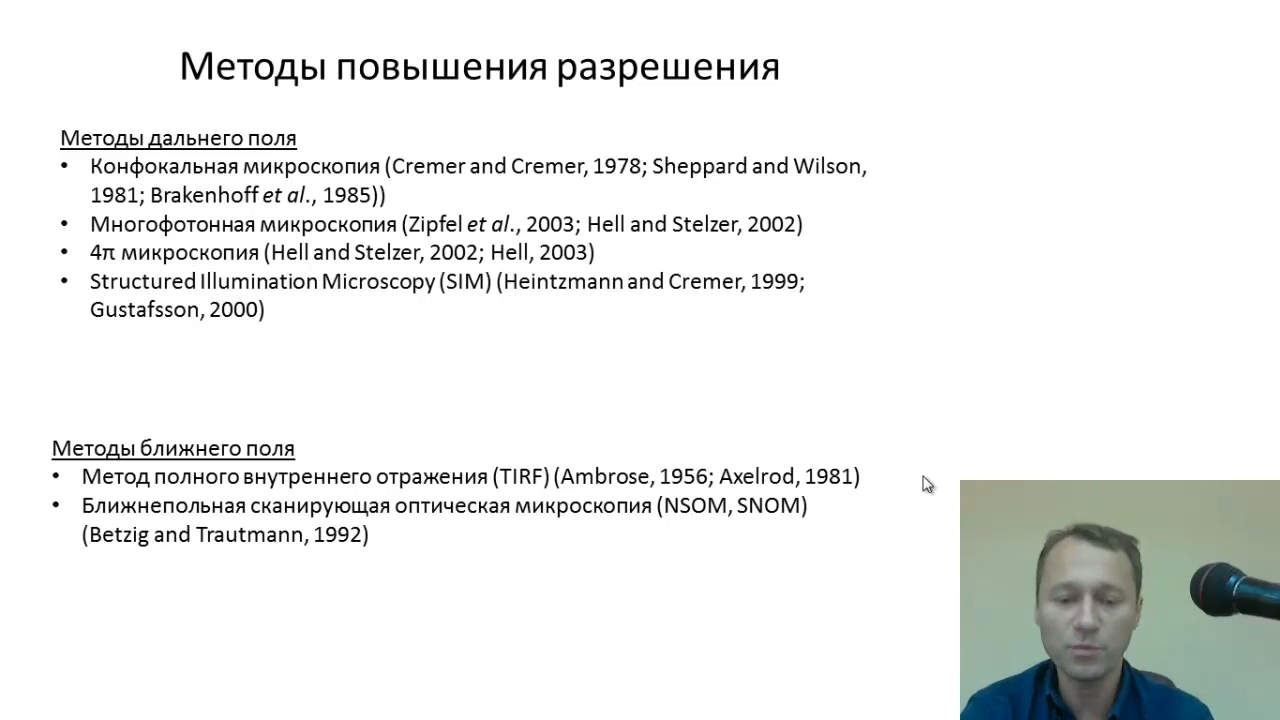 Методы повышения разрешения
Методы дальнего поля
• Конфокальная микроскопия (Cremer and Cremer, 1978; Sheppard and Wilson,
1981; Brakenhoff et al., 1985))
• Многофотонная микроскопия (Zipfel et al., 2003; Hell and Stelzer, 2002)
• 4π микроскопия (Hell and Stelzer, 2002; Hell, 2003)
• Structured Illumination Microscopy (SIM) (Heintzmann and Cremer, 1999;
Gustafsson, 2000)
Методы ближнего поля
• Метод полного внутреннего отражения (TIRF) (Ambrose, 1956; Axelrod, 1981)
• Ближнепольная сканирующая оптическая микроскопия (NSOM, SNOM)
(Betzig and Trautmann, 1992)